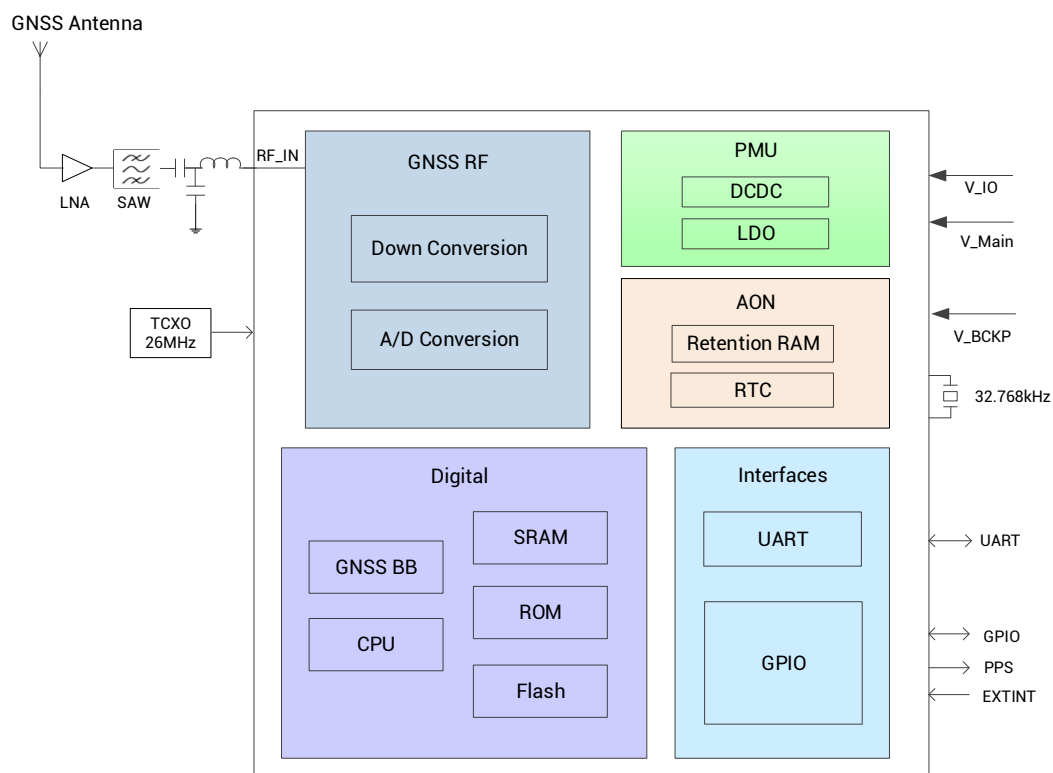 GNSS Antenna
LNA
SAW
RF_IN
GNSS RF
Down Conversion
A/D Conversion
TCXO
26MHz
PMU
DCDC
LDO
AON
Retention RAM
RTC
V_IO
V_Main
V_BCKP
32.768kHz
Digital
GNSS BB
CPU
SRAM
ROM
Flash
Interfaces
UART
GPIO
UART
GPIO
PPS
EXTINT